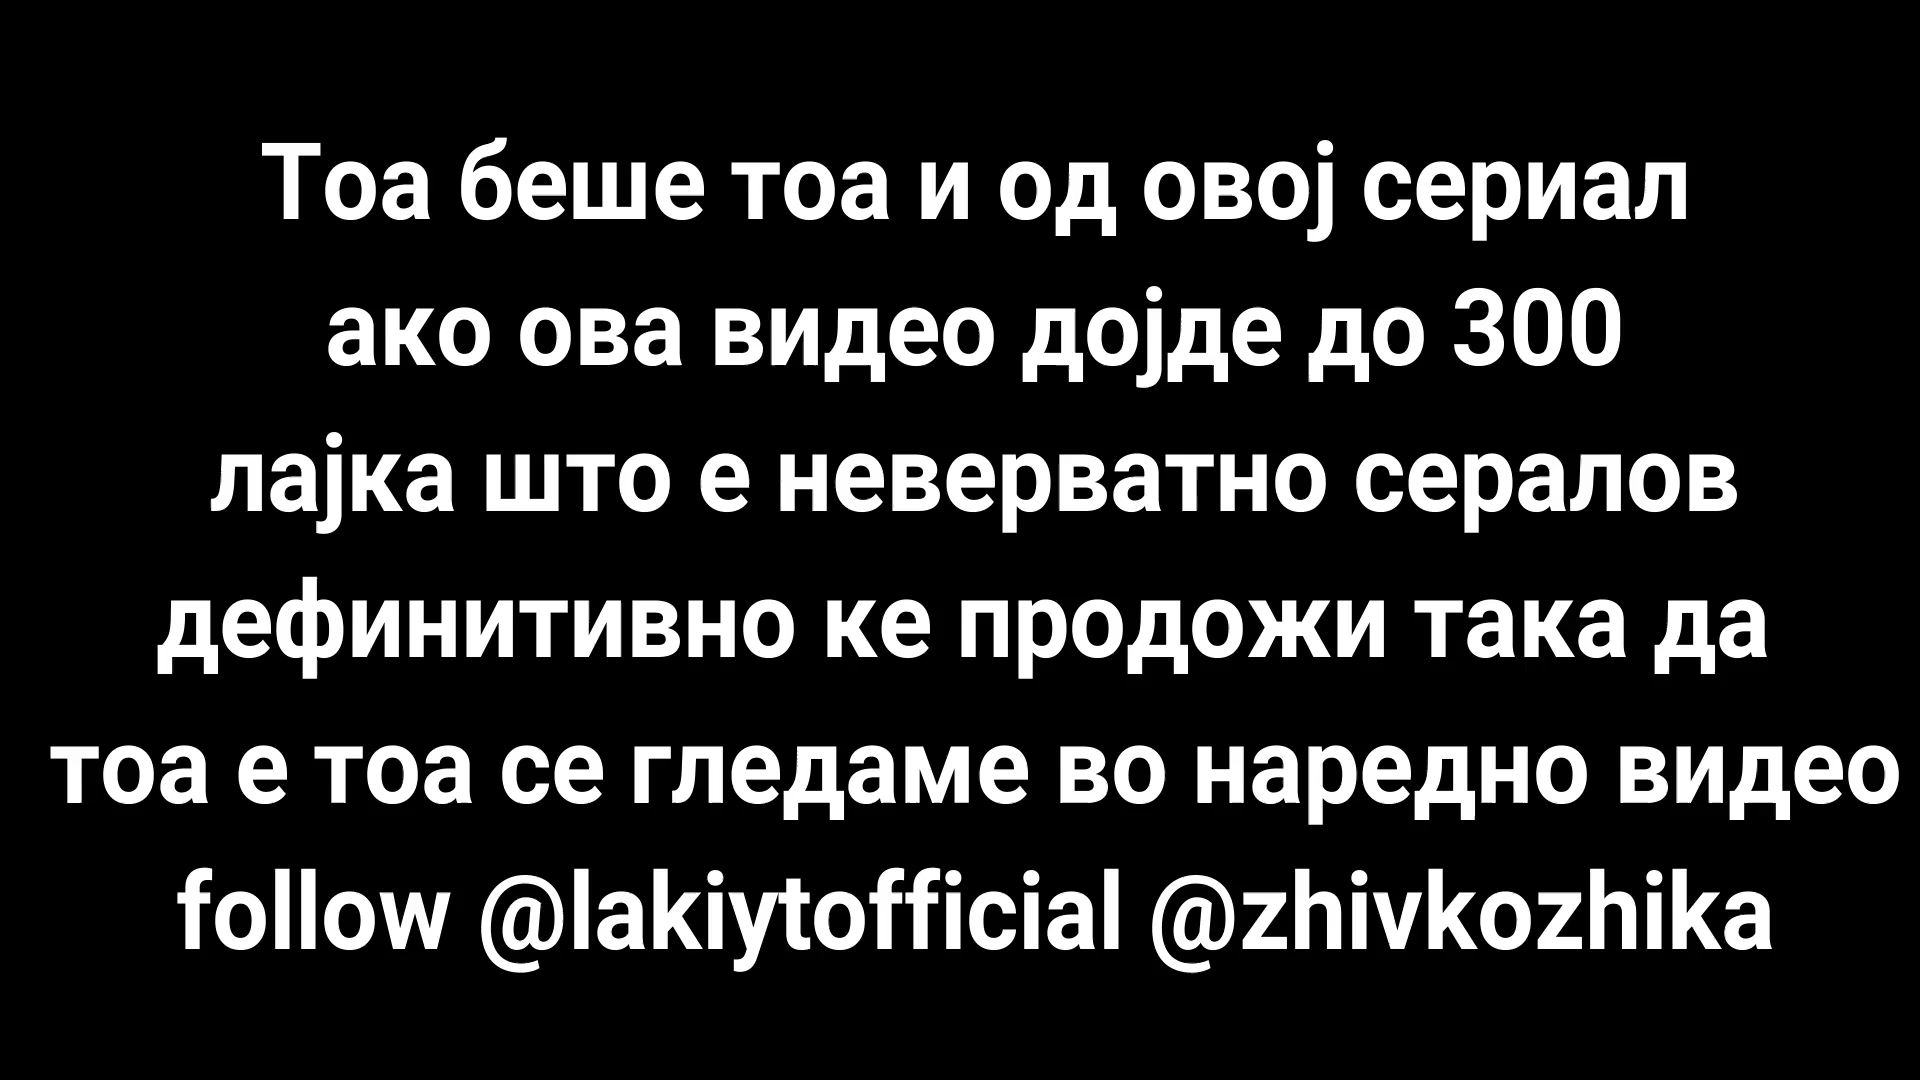 Тоа беше тоа и од овој сериал
ако ова видео дојде до 300
лајка што е неверватно сералов
дефинитивно ке продожи така да
тоа е тоа се гледаме во наредно видео
follow @lakiytofficial @zhivkozhika